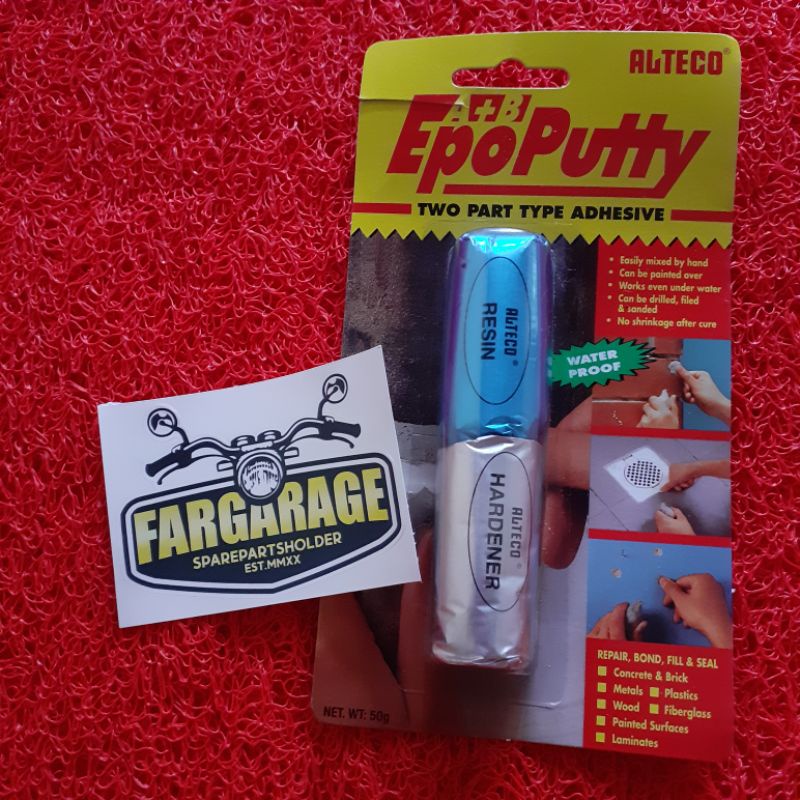 ALTECO®
A+B
EpoPutty
TWO PART TYPE ADHESIVE
• Easily mixed by hand
• Can be painted over
• Works even under water
• Can be drilled, filed
& sanded
• No shrinkage after cure
WATER
PROOF
ALTECO®
RESIN
ALTECO®
HARDENER
FARGARAGE
SPAREPARTSHOLDER
EST.MMXX
REPAIR, BOND, FILL & SEAL
Concrete & Brick
Metals Plastics
Wood Fiberglass
Painted Surfaces
Laminates
NET. WT: 50g